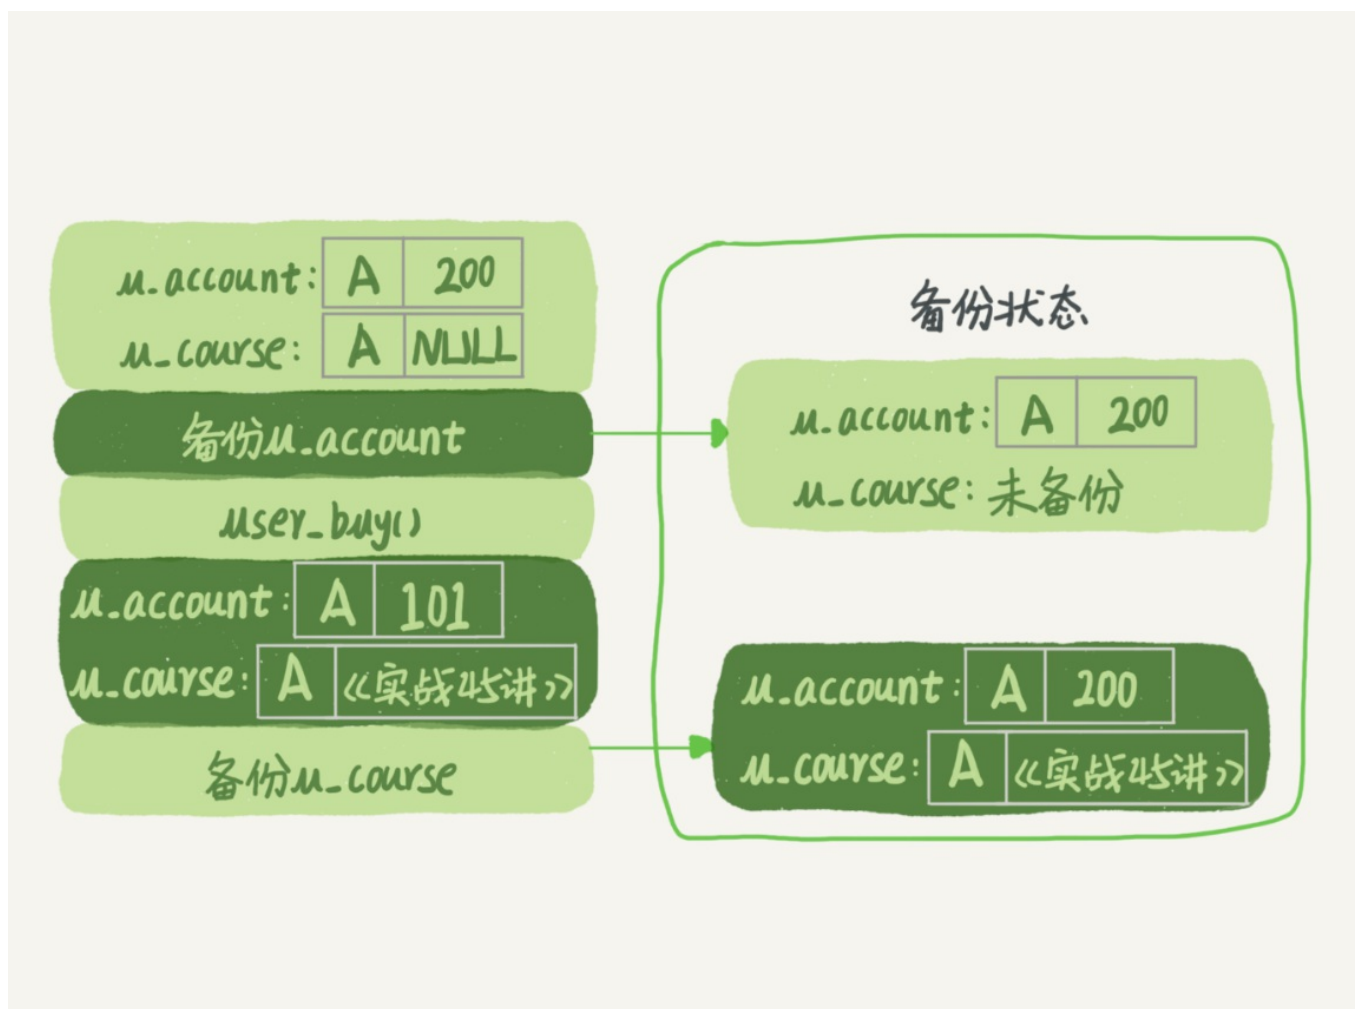 u_account: A 200
u_course: A NULL
备份u_account
user_buy()
u_account: A 101
u_course: A 《实战45讲》
备份u_course
备份状态
u_account: A 200
u_course: 未备份
u_account: A 200
u_course: A 《实战45讲》